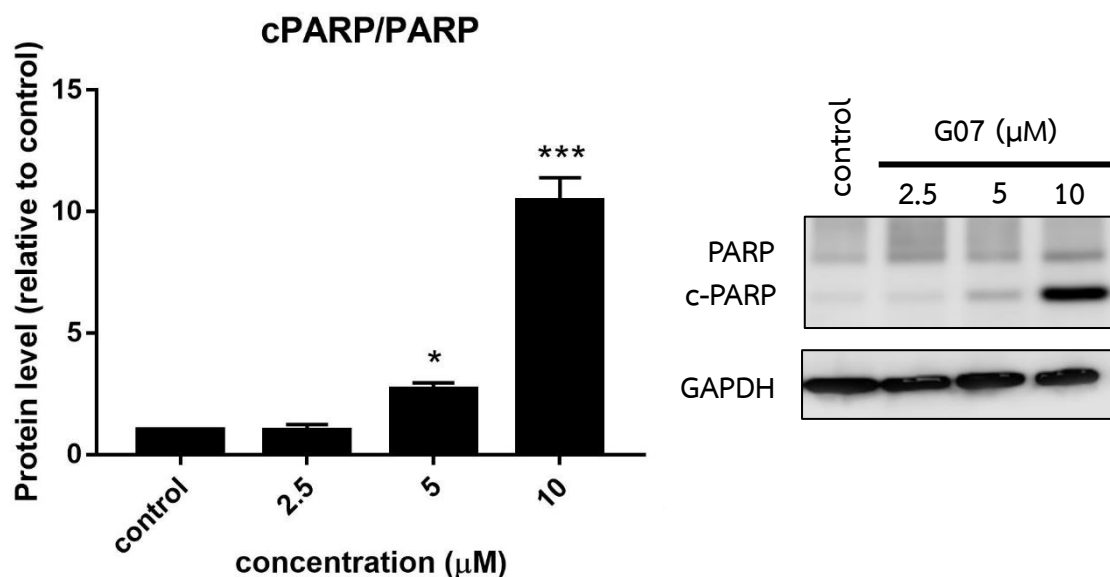 cPARP/PARP
Protein level (relative to control)
15
10
5
0
***
*
control
2.5
5
10
concentration (μM)
control
G07 (μM)
2.5 5 10
PARP
c-PARP
GAPDH